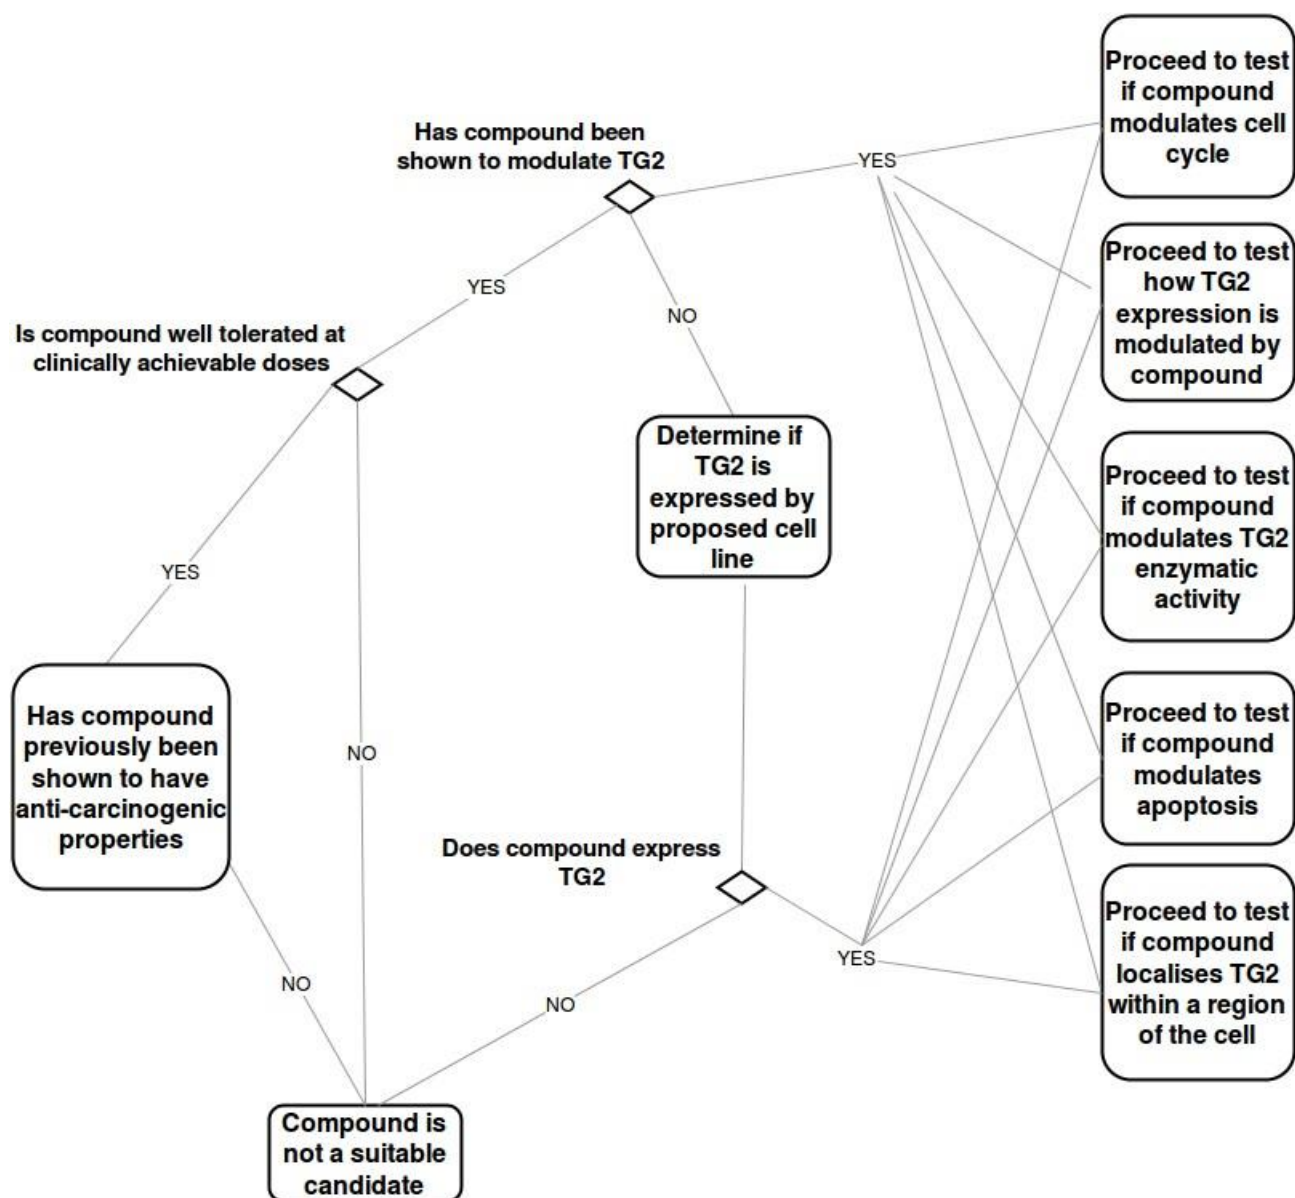 Has compound been
shown to modulate TG2
YES
Proceed to test
if compound
modulates cell
cycle
YES
NO
Is compound well tolerated at
clinically achievable doses
Proceed to test
how TG2
expression is
modulated by
compound
Determine if
TG2 is
expressed by
proposed cell
line
Proceed to test
if compound
modulates TG2
enzymatic
activity
YES
NO
Has compound
previously been
shown to have
anti-carcinogenic
properties
Proceed to test
if compound
modulates
apoptosis
Does compound express
TG2
YES
NO
NO
Proceed to test
if compound
localises TG2
within a region
of the cell
Compound is
not a suitable
candidate